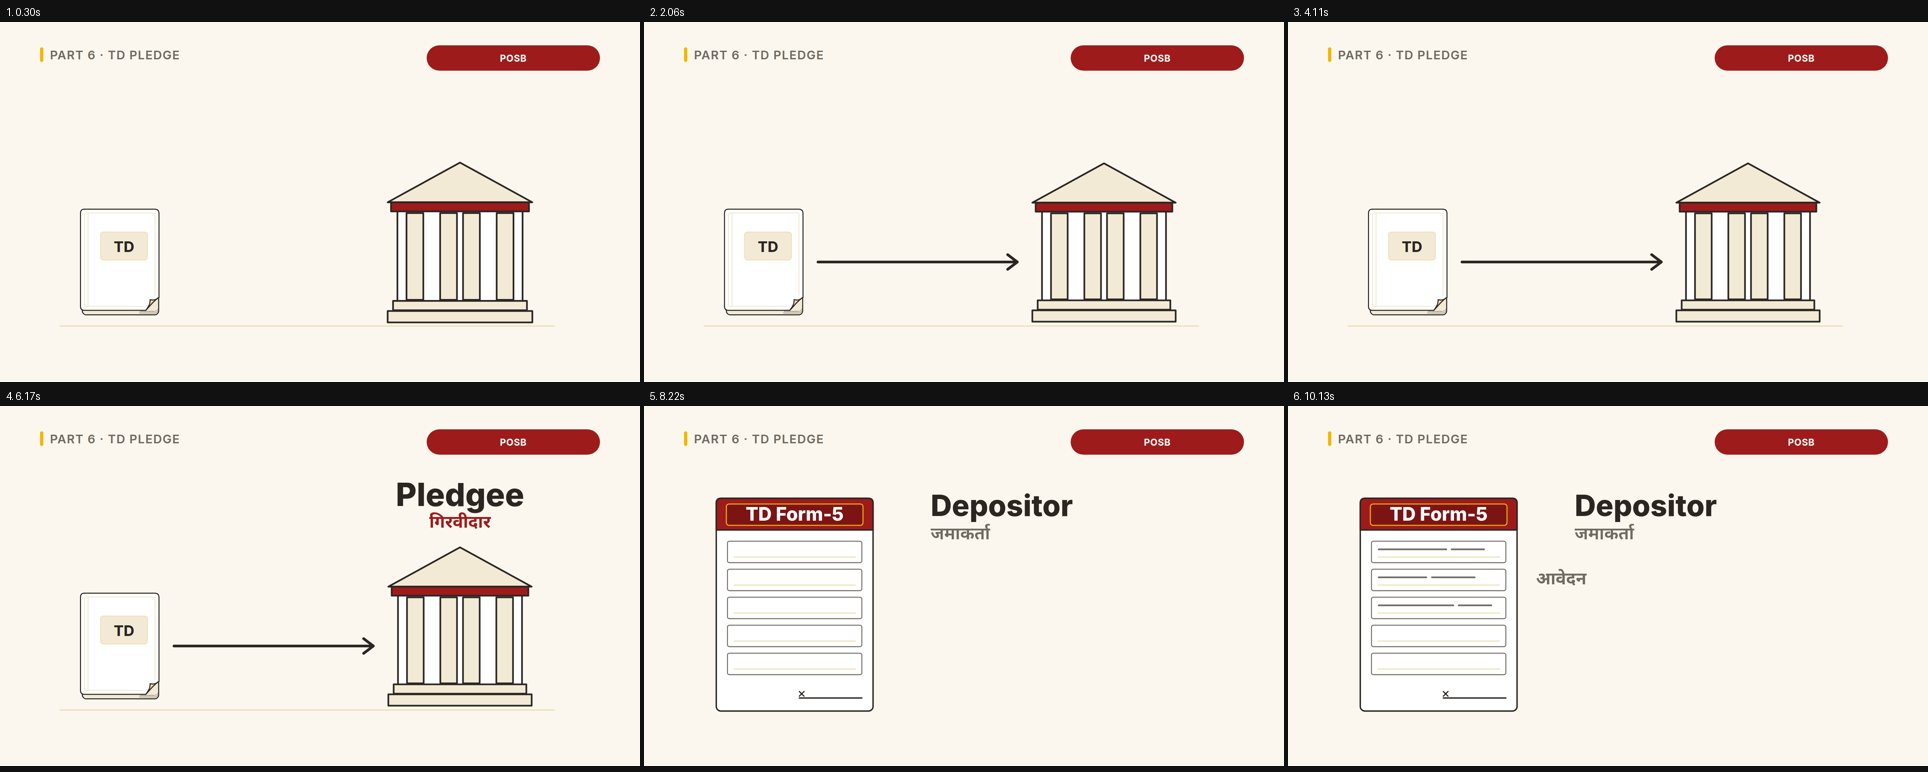 1. 0.30s
PART 6 · TD PLEDGE
POSB
TD
2. 2.06s
PART 6 · TD PLEDGE
POSB
TD
3. 4.11s
PART 6 · TD PLEDGE
POSB
TD
4. 6.17s
PART 6 · TD PLEDGE
POSB
Pledgee
गिरवीदार
TD
5. 8.22s
PART 6 · TD PLEDGE
POSB
TD Form-5
Depositor
जमाकर्ता
×
6. 10.13s
PART 6 · TD PLEDGE
POSB
TD Form-5
Depositor
जमाकर्ता
आवेदन
×